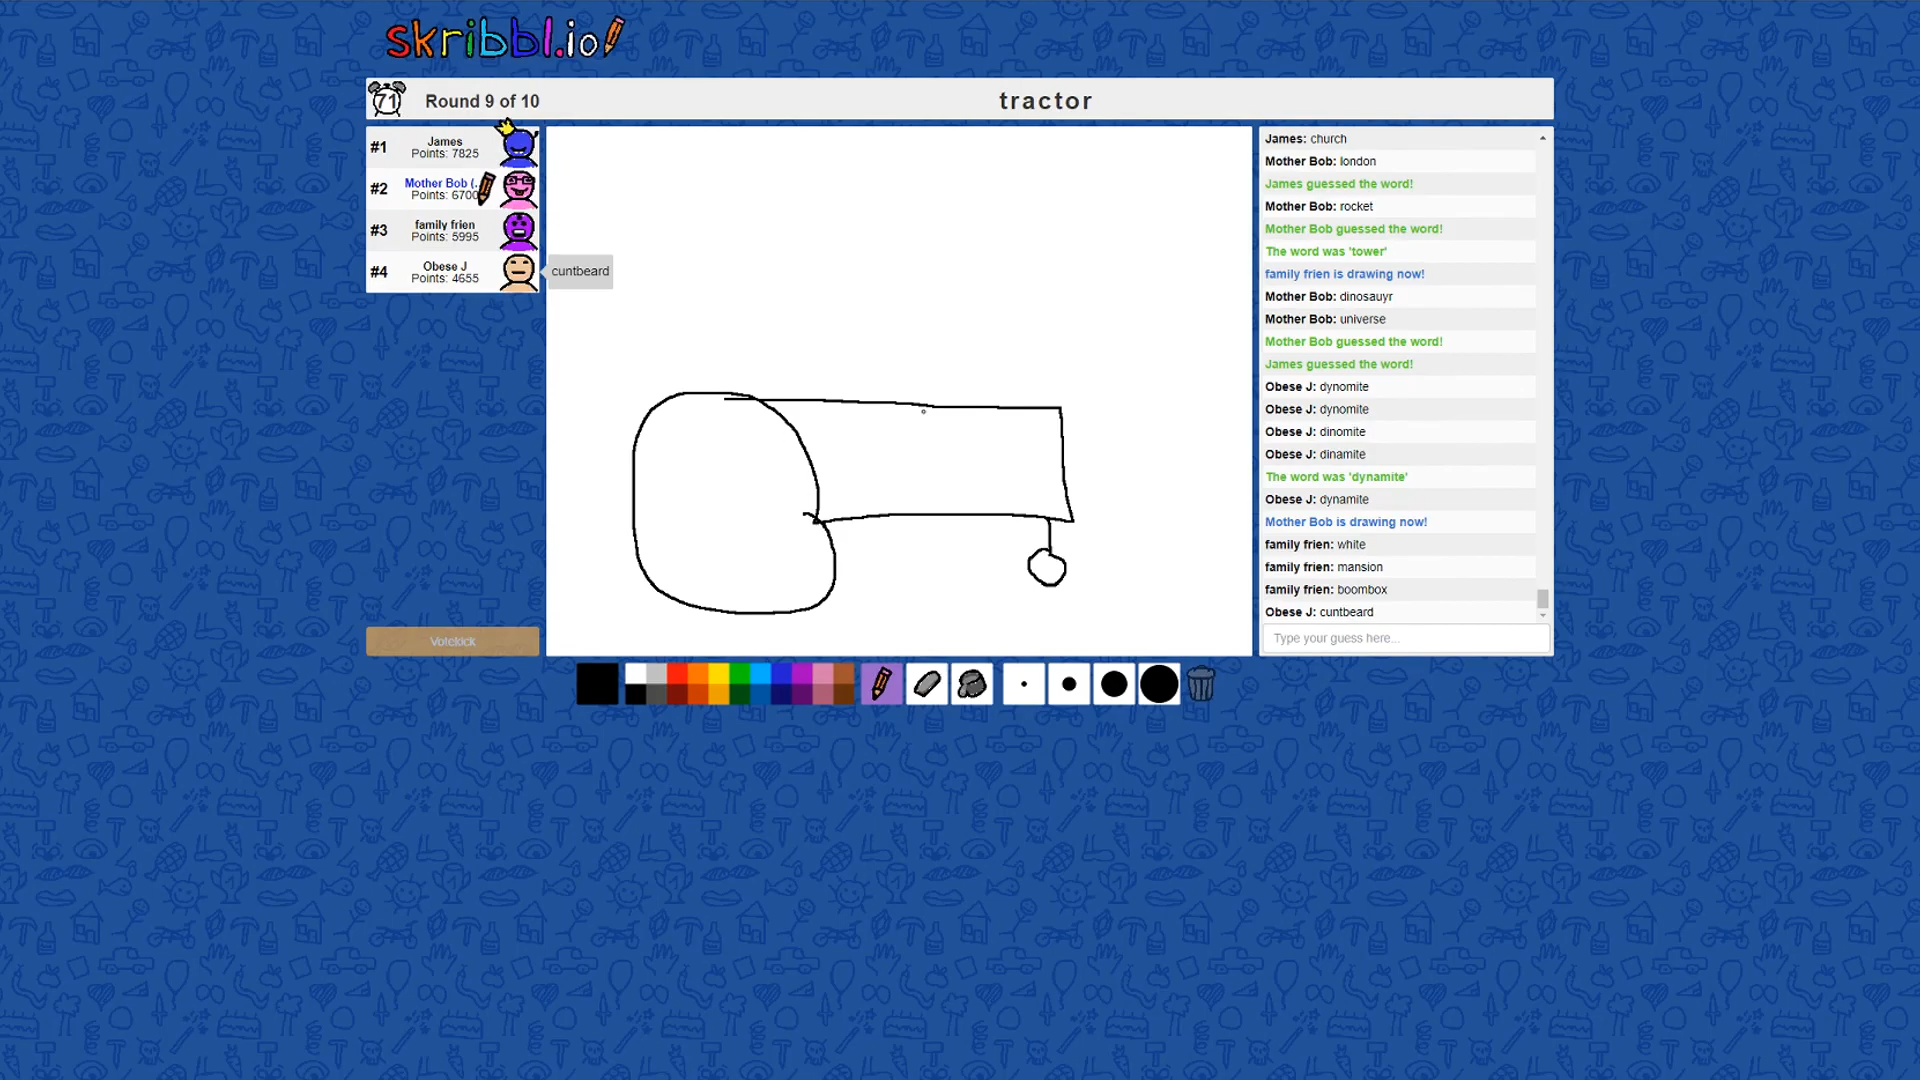 skribbl.io
71
Round 9 of 10
tractor
#1
James
Points: 7825
#2
Mother Bob (..
Points: 6700
#3
family frien
Points: 5995
#4
Obese J
Points: 4655
cuntbeard
Votekick
James: church
Mother Bob: london
James guessed the word!
Mother Bob: rocket
Mother Bob guessed the word!
The word was 'tower'
family frien is drawing now!
Mother Bob: dinosauyr
Mother Bob: universe
Mother Bob guessed the word!
James guessed the word!
Obese J: dynomite
Obese J: dynomite
Obese J: dinomite
Obese J: dinamite
The word was 'dynamite'
Obese J: dynamite
Mother Bob is drawing now!
family frien: white
family frien: mansion
family frien: boombox
Obese J: cuntbeard
Type your guess here...